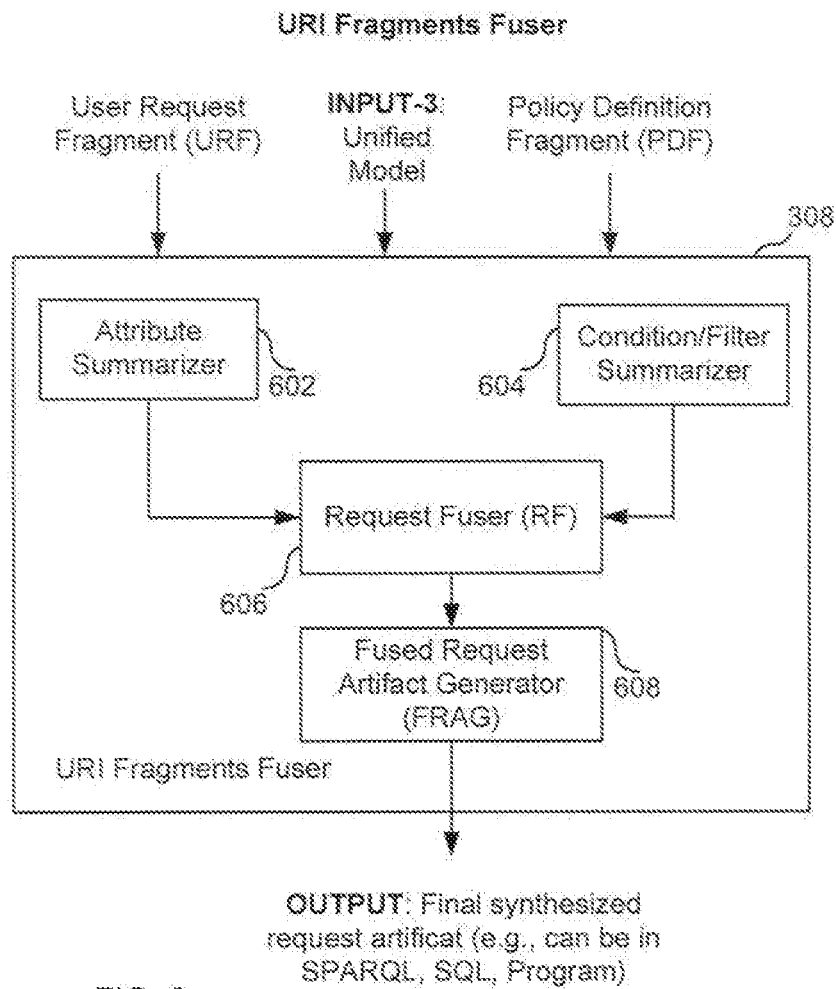 URI Fragments Fuser
User Request
Fragment (URF)
INPUT-3:
Unified
Model
Policy Definition
Fragment (PDF)
308
Attribute
Summarizer
602
Condition/Filter
Summarizer
604
Request Fuser (RF)
606
Fused Request
Artifact Generator
(FRAG)
608
URI Fragments Fuser
OUTPUT: Final synthesized
request artificat (e.g., can be in
SPARQL, SQL, Program)